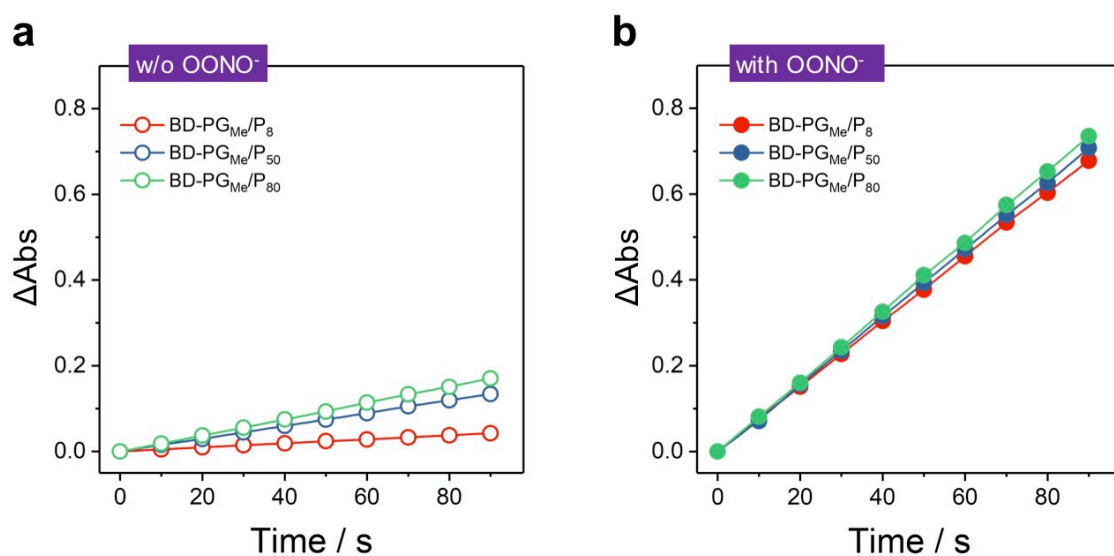 a
w/o OONO⁻
BD-PG_Me/P_8
BD-PG_Me/P_50
BD-PG_Me/P_80
0.8
0.6
0.4
0.2
0.0
ΔAbs
0 20 40 60 80
Time / s
b
with OONO⁻
BD-PG_Me/P_8
BD-PG_Me/P_50
BD-PG_Me/P_80
0.8
0.6
0.4
0.2
0.0
ΔAbs
0 20 40 60 80
Time / s